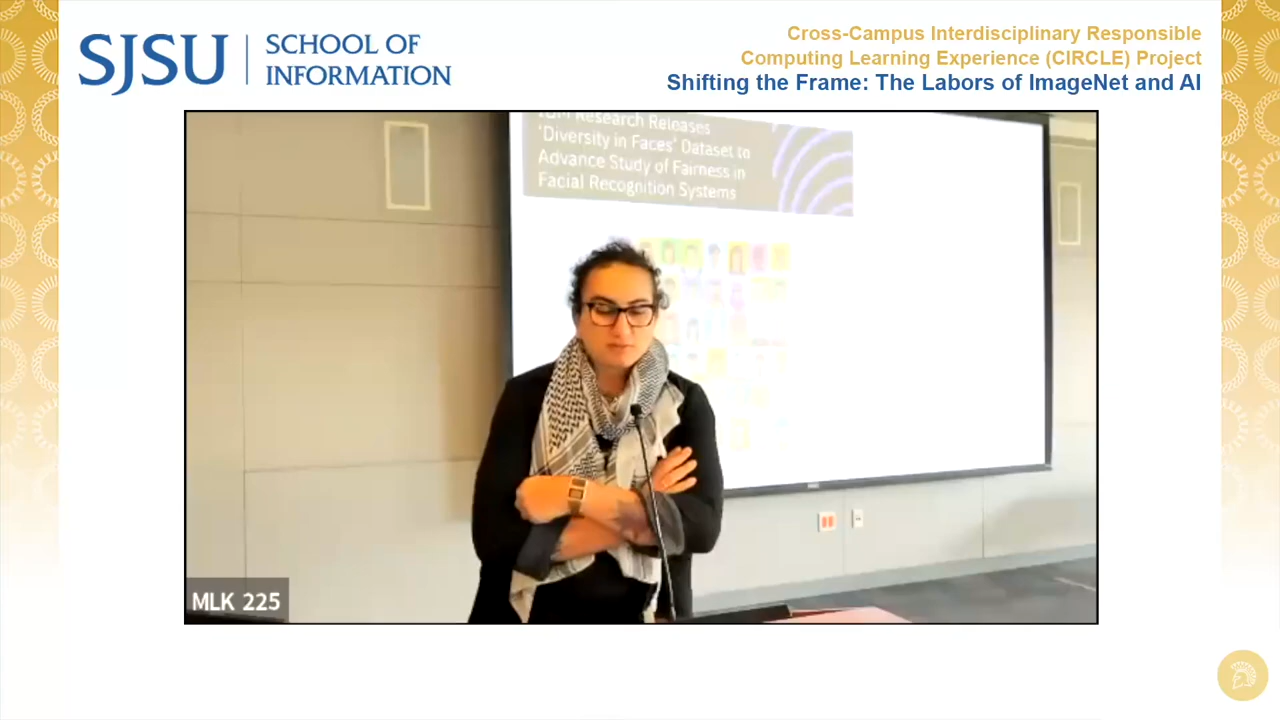 SJSU
SCHOOL OF
INFORMATION
Cross-Campus Interdisciplinary Responsible
Computing Learning Experience (CIRCLE) Project
Shifting the Frame: The Labors of ImageNet and AI
Research Releases
'Diversity in Faces' Dataset to
Advance Study of Fairness in
Facial Recognition Systems
MLK 225